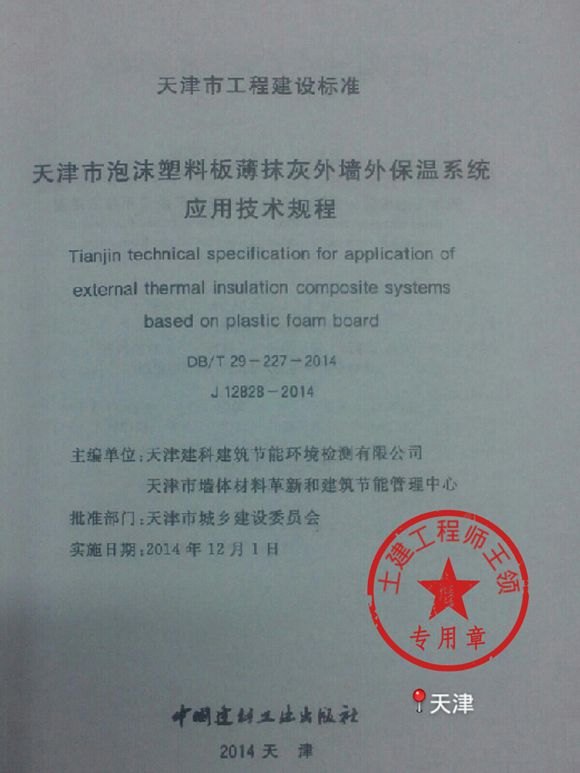 天津市工程建设标准
天津市泡沫塑料板薄抹灰外墙外保温系统
应用技术规程
Tianjin technical specification for application of
external thermal insulation composite systems
based on plastic foam board
DB/T 29-227-2014
J 12828-2014
主编单位:天津建科建筑节能环境检测有限公司
天津市墙体材料革新和建筑节能管理中心
批准部门:天津市城乡建设委员会
实施日期:2014年12月1日
土建工程师王领
专用章
天津
中国建材工业出版社
2014 天 津